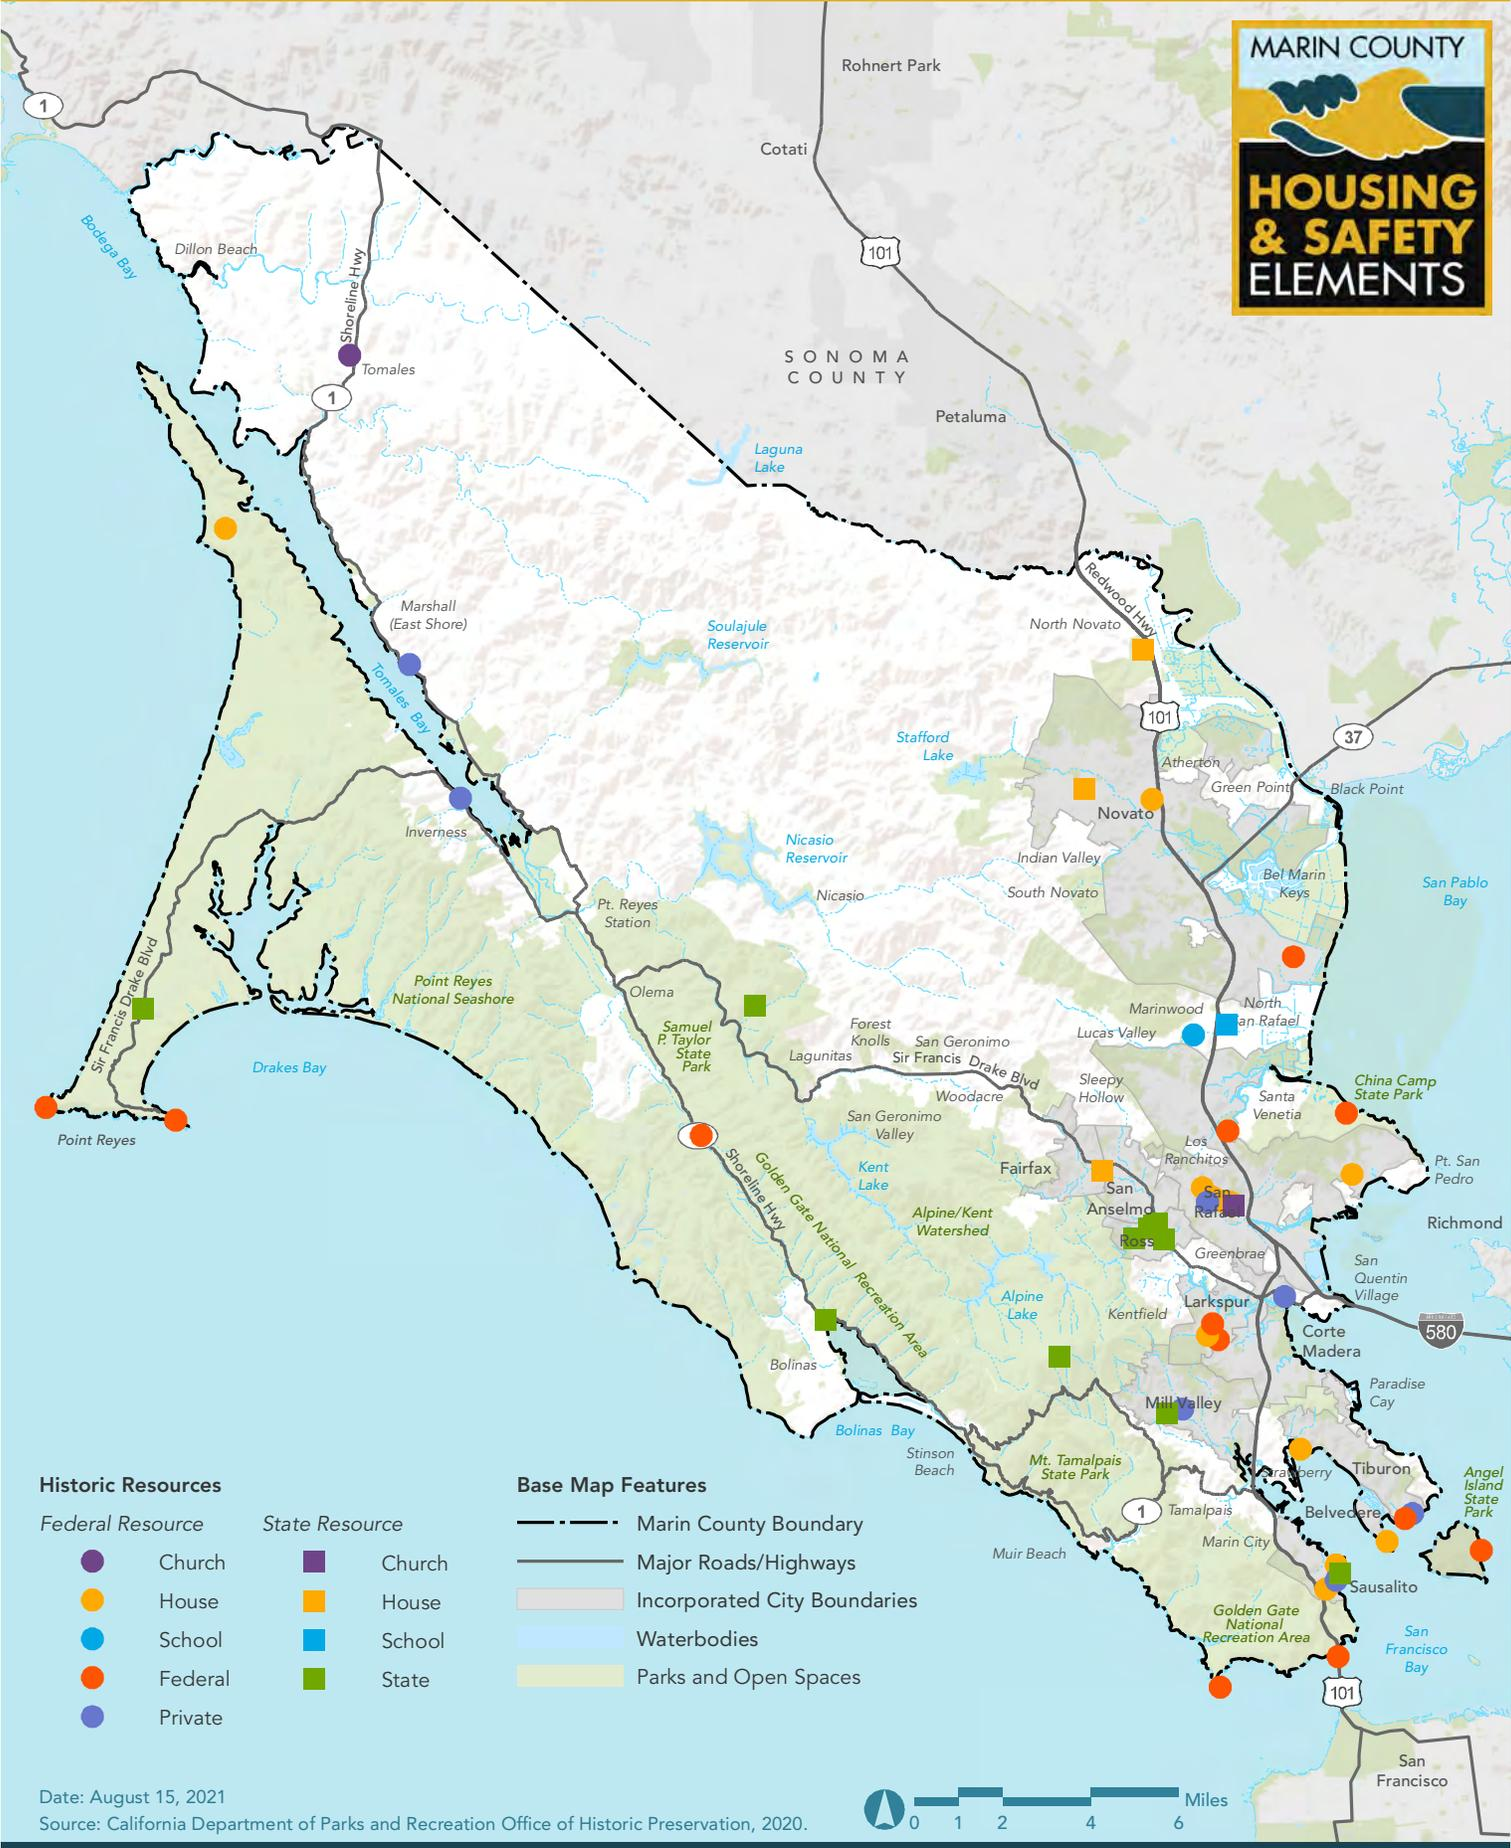 MARIN COUNTY
HOUSING
& SAFETY
ELEMENTS
Rohnert Park
1
Cotati
Bodega Bay
Dillon Beach
101
Shoreline Hwy
SONOMA
COUNTY
Tomales
1
Petaluma
Laguna
Lake
Marshall
(East Shore)
Soulajule
Reservoir
Redwood Hwy
North Novato
Tomales Bay
101
Stafford
Lake
37
Atherton
Green Point
Black Point
Novato
Inverness
Nicasio
Reservoir
Indian Valley
South Novato
Nicasio
Bel Marin
Keys
San Pablo
Bay
Pt. Reyes
Station
Point Reyes
National Seashore
Sir Francis Drake Blvd
Olema
Marinwood
North
San Rafael
Lucas Valley
Samuel
P. Taylor
State
Park
Forest
Knolls
San Geronimo
Lagunitas
Sir Francis Drake Blvd
Drakes Bay
Sleepy
Hollow
Woodacre
Santa
Venetia
China Camp
State Park
San Geronimo
Valley
Point Reyes
Los
Ranchitos
Shoreline Hwy
Golden Gate National Recreation Area
Kent
Lake
Fairfax
San
Anselmo
San
Rafael
Pt. San
Pedro
Alpine/Kent
Watershed
Ross
Richmond
Greenbrae
San
Quentin
Village
Alpine
Lake
Kentfield
Larkspur
580
Corte
Madera
Bolinas
Paradise
Cay
Mill Valley
Bolinas Bay
Stinson
Beach
Mt. Tamalpais
State Park
Strawberry
Tiburon
Angel
Island
State
Park
1
Tamalpais
Belvedere
Marin City
Muir Beach
Sausalito
Golden Gate
National
Recreation Area
San
Francisco
Bay
101
San
Francisco
Historic Resources
Federal Resource
Church
House
School
Federal
Private
State Resource
Church
House
School
State
Base Map Features
Marin County Boundary
Major Roads/Highways
Incorporated City Boundaries
Waterbodies
Parks and Open Spaces
Date: August 15, 2021
Source: California Department of Parks and Recreation Office of Historic Preservation, 2020.
0 1 2 4 6 Miles